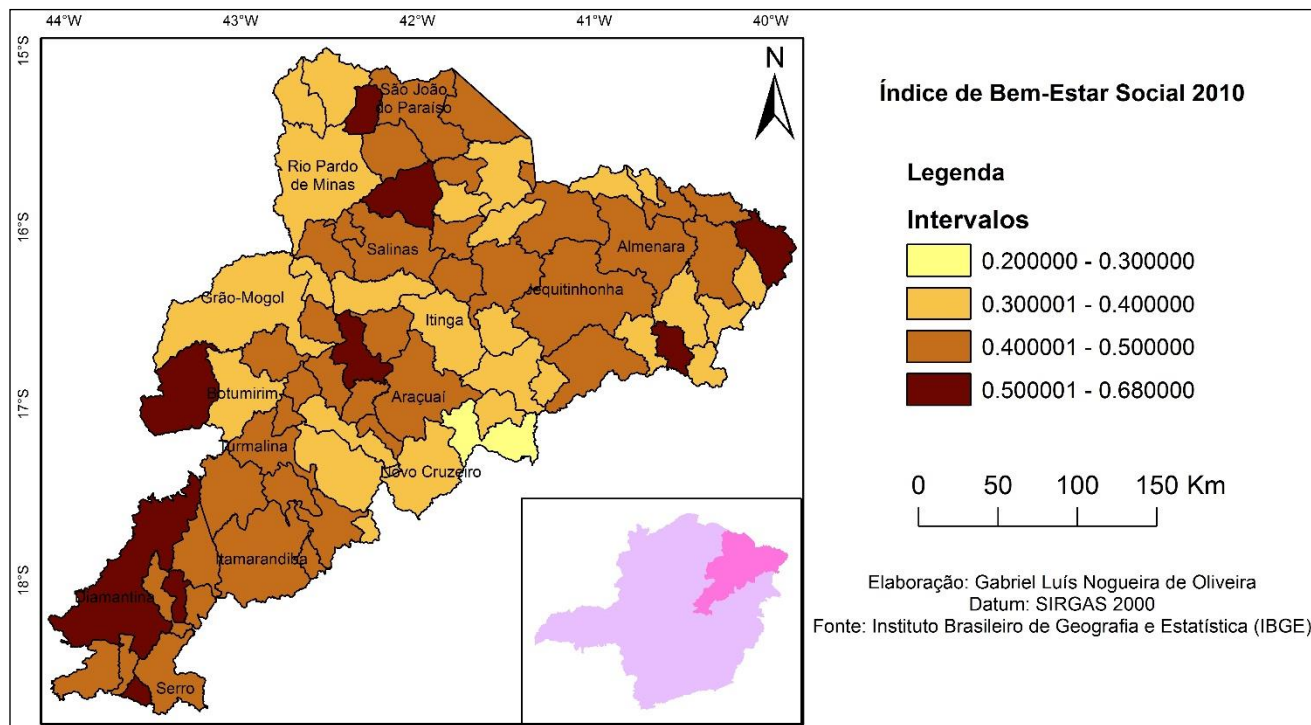 44°W
43°W
42°W
41°W
40°W
15°S
16°S
17°S
18°S
N
São João
do Paraíso
Rio Pardo
de Minas
Salinas
Almenara
Jequitinhonha
Grão-Mogol
Itinga
Botumirim
Araçuaí
Turmalina
Novo Cruzeiro
Itamarandiba
Diamantina
Serro
Índice de Bem-Estar Social 2010
Legenda
Intervalos
0.200000 - 0.300000
0.300001 - 0.400000
0.400001 - 0.500000
0.500001 - 0.680000
0 50 100 150 Km
Elaboração: Gabriel Luís Nogueira de Oliveira
Datum: SIRGAS 2000
Fonte: Instituto Brasileiro de Geografia e Estatística (IBGE)